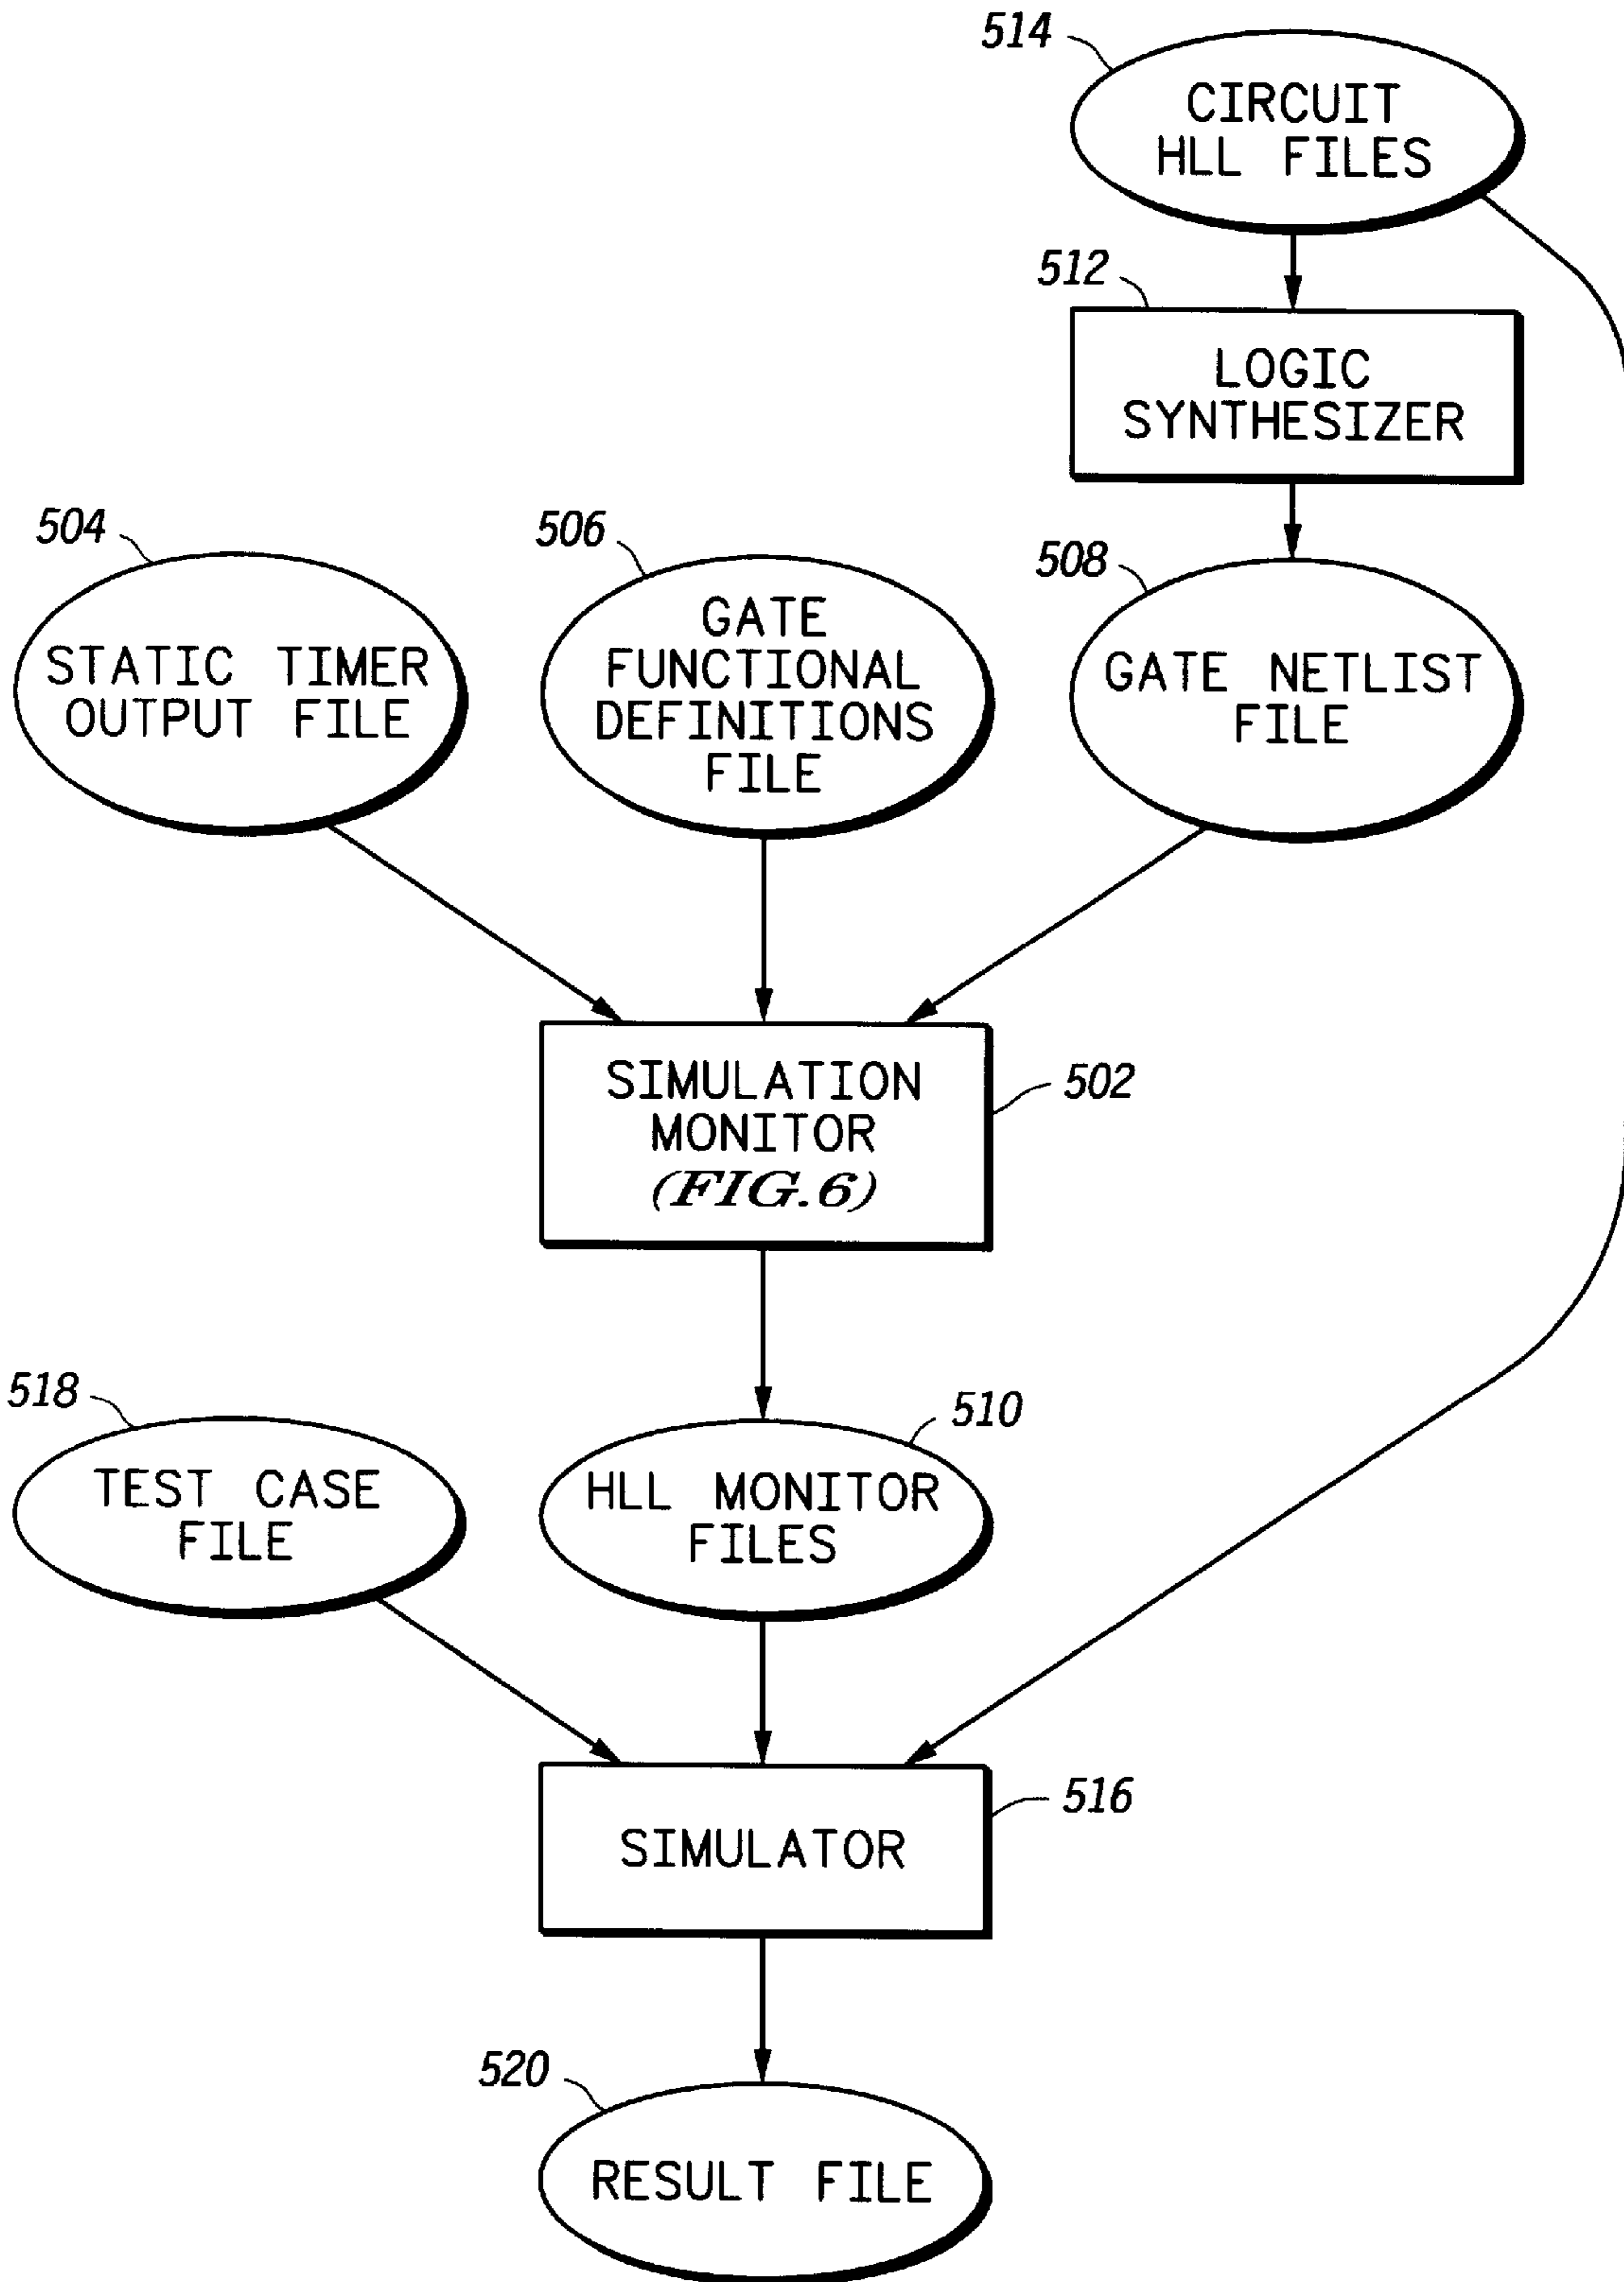 514
CIRCUIT
HLL FILES
512
LOGIC
SYNTHESIZER
504
STATIC TIMER
OUTPUT FILE
506
GATE
FUNCTIONAL
DEFINITIONS
FILE
508
GATE NETLIST
FILE
SIMULATION
MONITOR
(FIG.6)
502
518
TEST CASE
FILE
510
HLL MONITOR
FILES
SIMULATOR
516
520
RESULT FILE